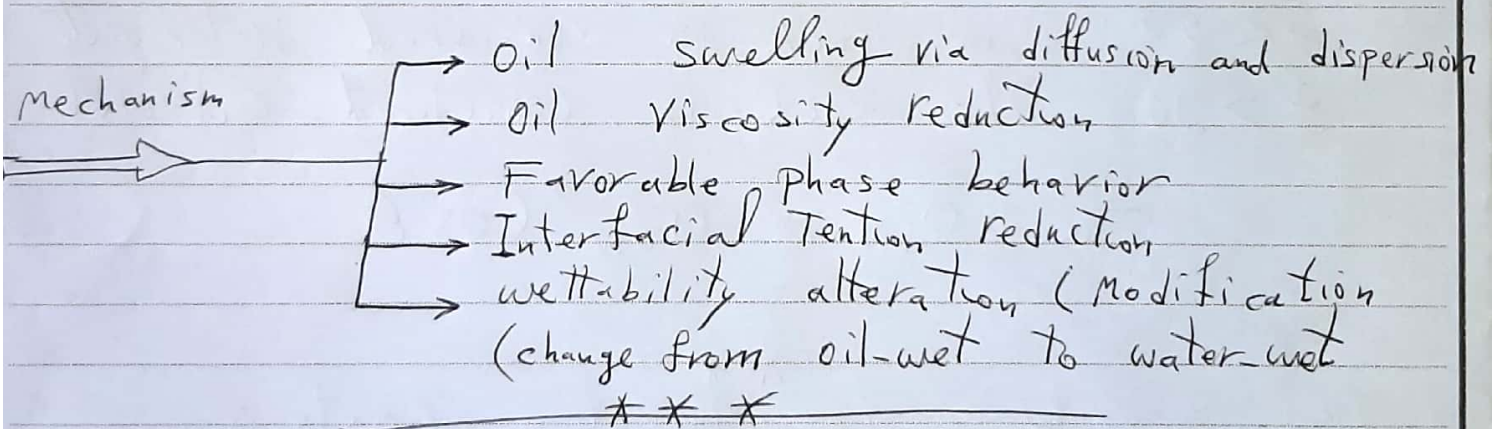 oil swelling via diffusion and dispersion
Mechanism
oil viscosity reduction
Favorable phase behavior
Interfacial Tention reduction
wettability alteration (Modification
(change from oil-wet to water-wet
* * *